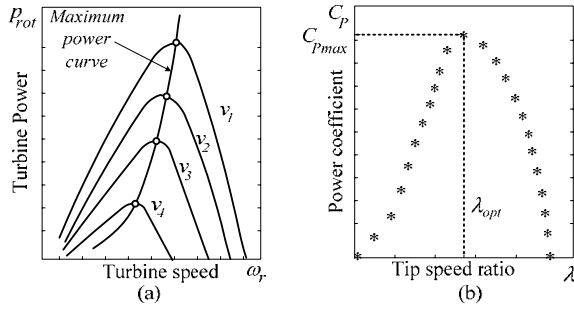 p_rot
Maximum
power
curve
Turbine Power
v_1
v_2
v_3
v_4
Turbine speed
ω_r
(a)
C_P
C_Pmax
Power coefficient
λ_opt
Tip speed ratio
λ
(b)